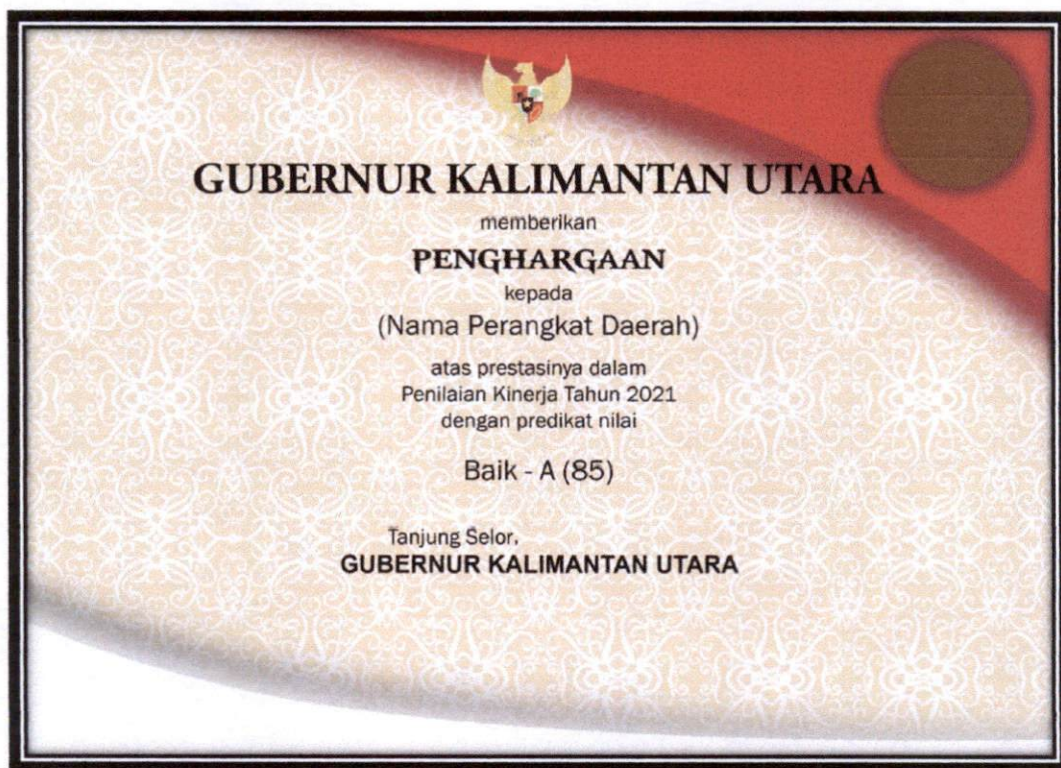 GUBERNUR KALIMANTAN UTARA
memberikan
PENGHARGAAN
kepada
(Nama Perangkat Daerah)
atas prestasinya dalam
Penilaian Kinerja Tahun 2021
dengan predikat nilai
Baik - A (85)
Tanjung Selor,
GUBERNUR KALIMANTAN UTARA